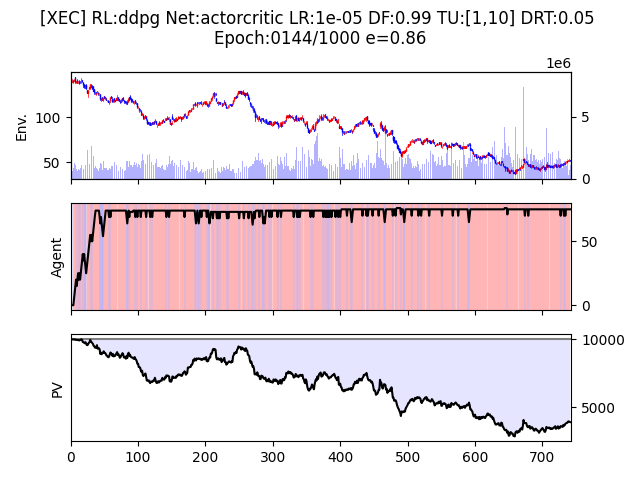 [XEC] RL:ddpg Net:actorcritic LR:1e-05 DF:0.99 TU:[1,10] DRT:0.05
Epoch:0144/1000 e=0.86
1e6
Env.
100
50
5
0
Agent
50
0
PV
10000
5000
0 100 200 300 400 500 600 700